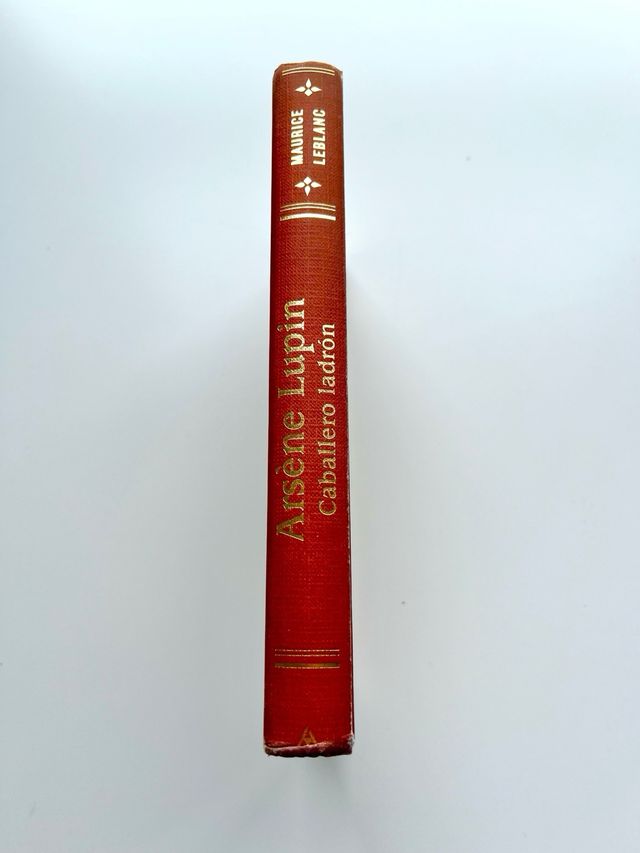 MAURICE
LEBLANC
Arsène Lupin
Caballero ladrón